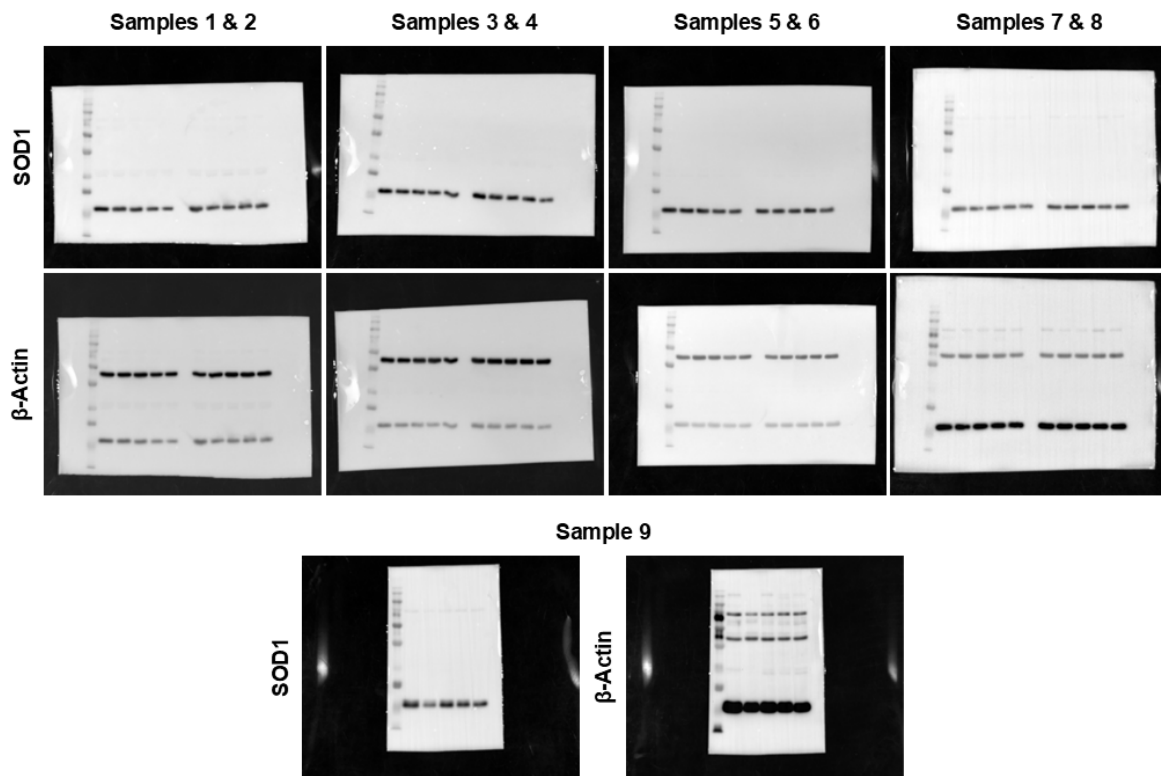 Samples 1 & 2
Samples 3 & 4
Samples 5 & 6
Samples 7 & 8
SOD1
β-Actin
Sample 9
SOD1
β-Actin